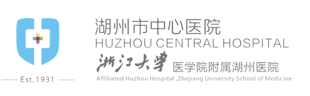 湖州市中心医院
HUZHOU CENTRAL HOSPITAL
浙江大学 医学院附属湖州医院
Affiliated Huzhou Hospital ,Zhejiang University School of Medicine
Est.1931